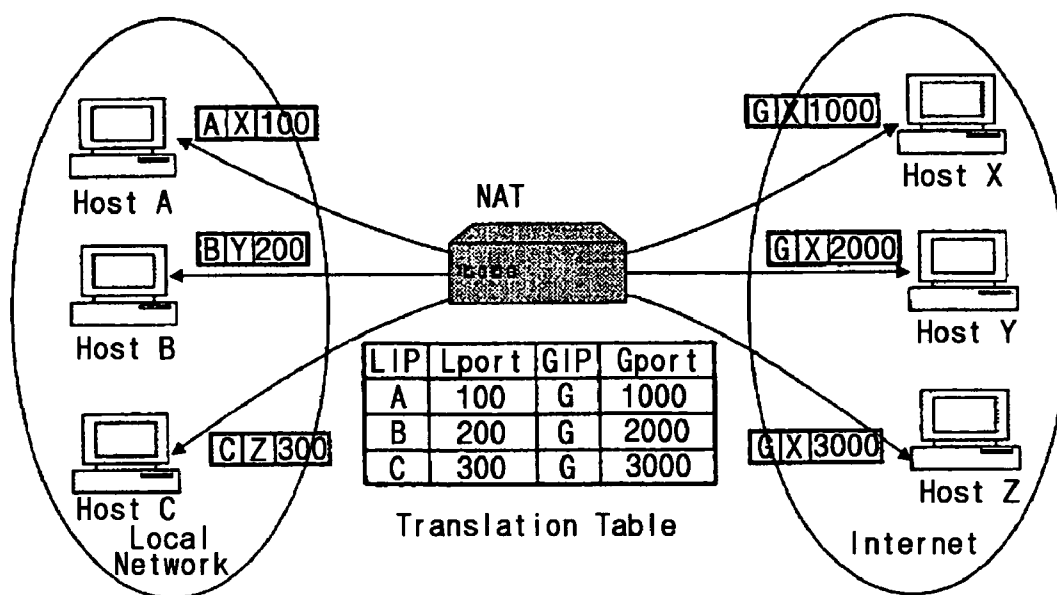 A X 100
Host A
B Y 200
Host B
C Z 300
Host C
Local
Network
NAT
LIP Lport GIP Gport
A 100 G 1000
B 200 G 2000
C 300 G 3000
Translation Table
G X 1000
Host X
G X 2000
Host Y
G X 3000
Host Z
Internet